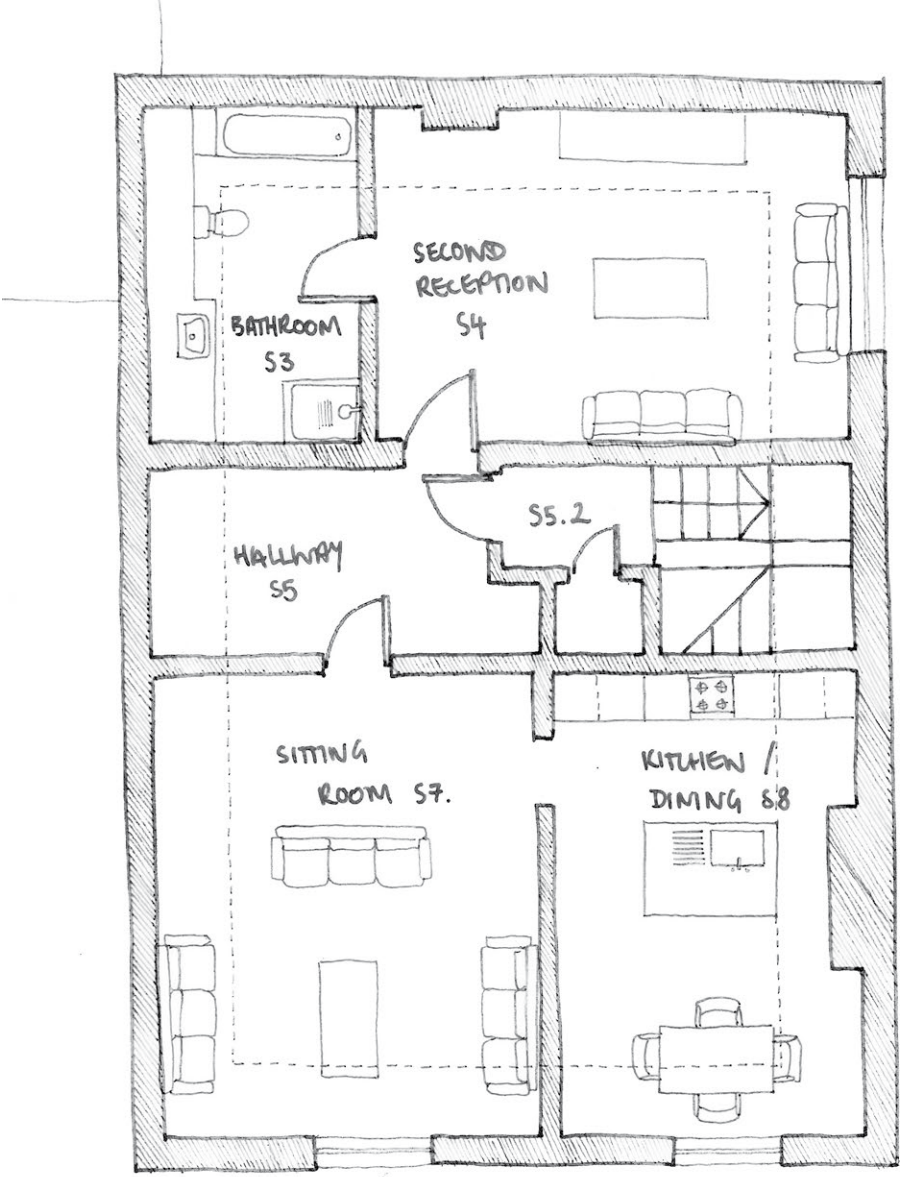 SECOND
RECEPTION
S4
BATHROOM
S3
S5.2
HALLWAY
S5
SITTING
ROOM S7.
KITCHEN /
DINING S8